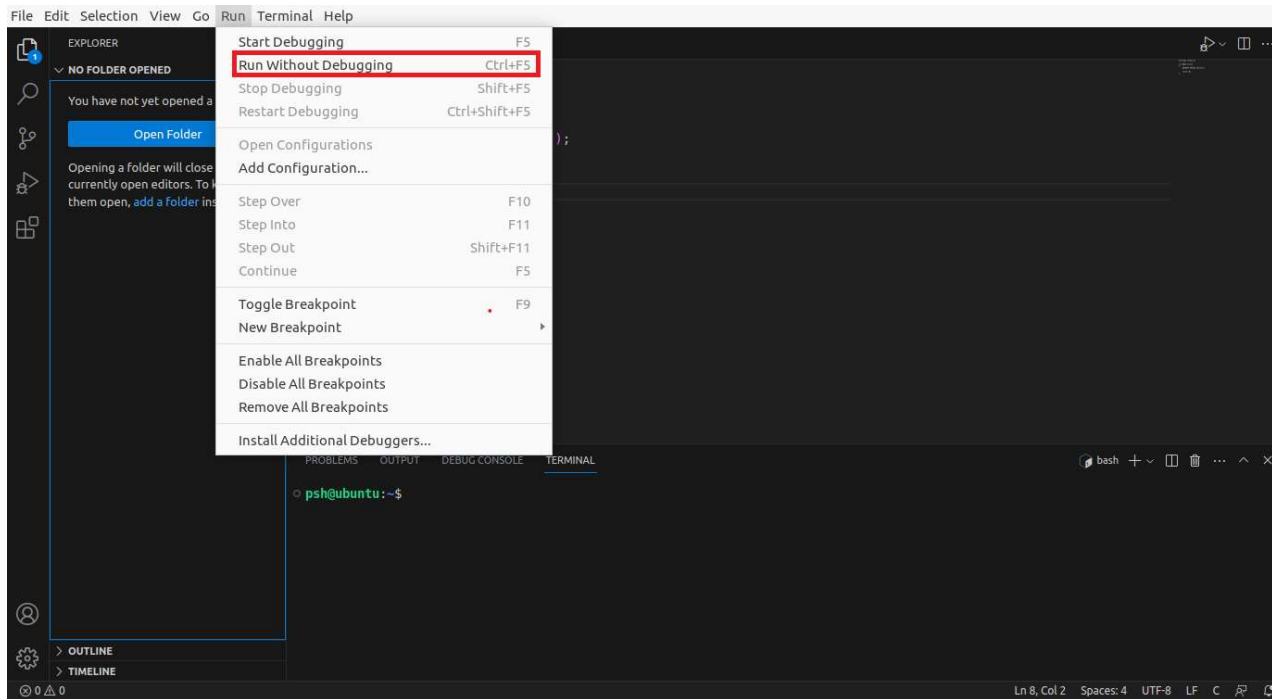 File Edit Selection View Go Run Terminal Help
EXPLORER
NO FOLDER OPENED
You have not yet opened a
Open Folder
Opening a folder will close
currently open editors. To k
them open, add a folder ins
Start Debugging F5
Run Without Debugging Ctrl+F5
Stop Debugging Shift+F5
Restart Debugging Ctrl+Shift+F5
Open Configurations
Add Configuration...
Step Over F10
Step Into F11
Step Out Shift+F11
Continue F5
Toggle Breakpoint F9
New Breakpoint
Enable All Breakpoints
Disable All Breakpoints
Remove All Breakpoints
Install Additional Debuggers...
);
PROBLEMS OUTPUT DEBUG CONSOLE TERMINAL
bash
psh@ubuntu:~$
OUTLINE
TIMELINE
0 0 Ln 8, Col 2 Spaces: 4 UTF-8 LF C